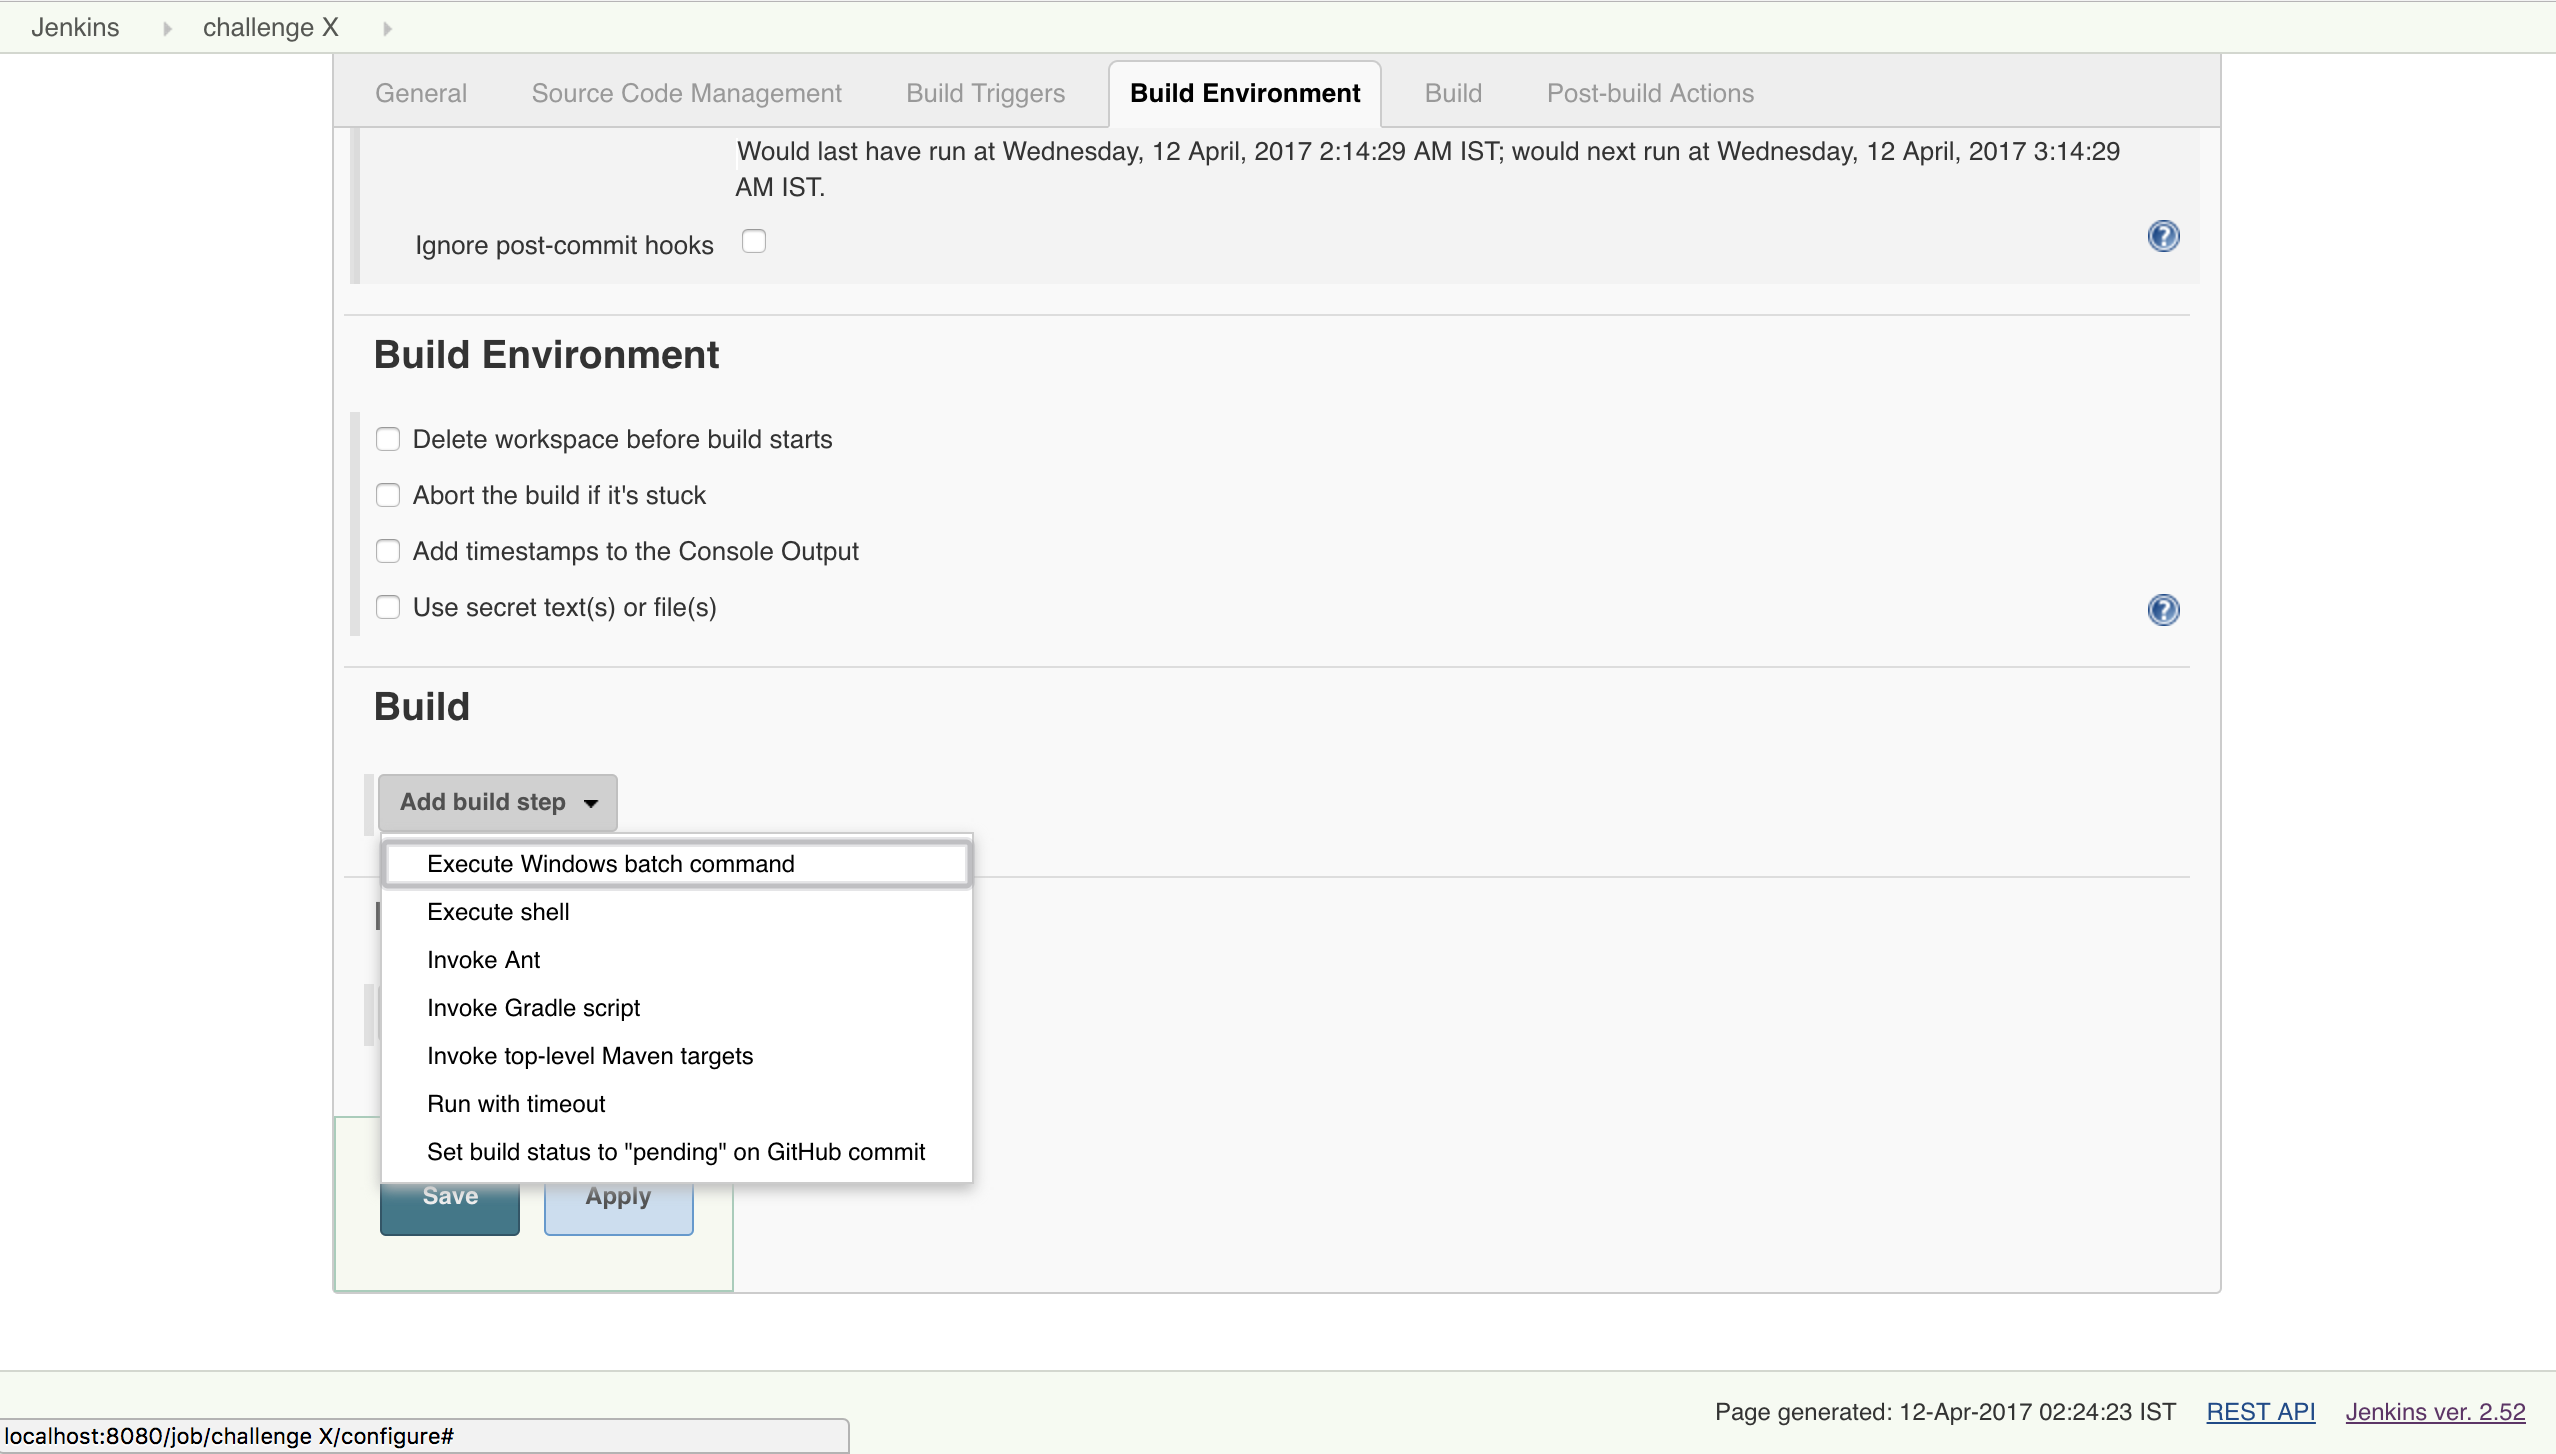 Jenkins challenge X
General Source Code Management Build Triggers Build Environment Build Post-build Actions
Would last have run at Wednesday, 12 April, 2017 2:14:29 AM IST; would next run at Wednesday, 12 April, 2017 3:14:29
AM IST.
Ignore post-commit hooks
Build Environment
Delete workspace before build starts
Abort the build if it's stuck
Add timestamps to the Console Output
Use secret text(s) or file(s)
Build
Add build step
Execute Windows batch command
Execute shell
Invoke Ant
Invoke Gradle script
Invoke top-level Maven targets
Run with timeout
Set build status to "pending" on GitHub commit
Save Apply
Page generated: 12-Apr-2017 02:24:23 IST REST API Jenkins ver. 2.52
localhost:8080/job/challenge X/configure#